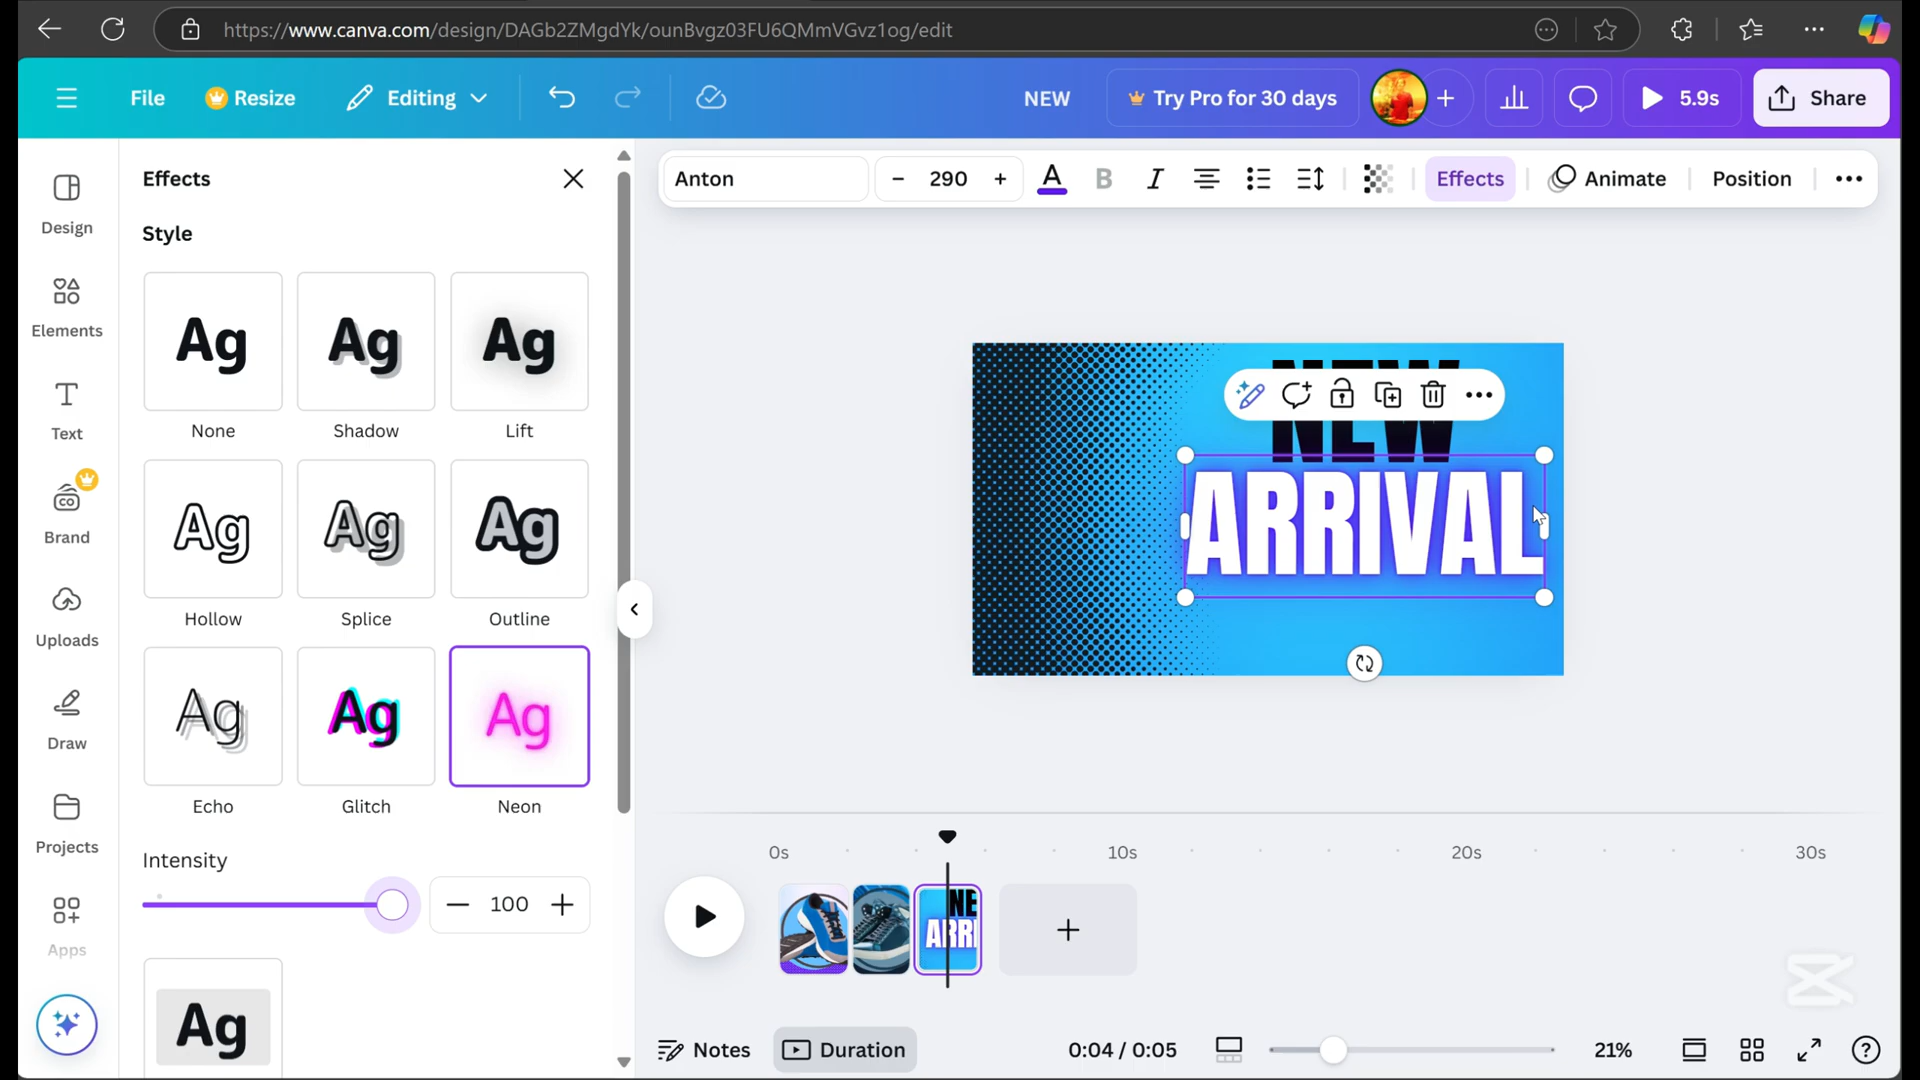 https://www.canva.com/design/DAGb2ZMgdYk/ounBvgz03FU6QMmVGvz1og/edit
File
Resize
Editing
NEW
Try Pro for 30 days
5.9s
Share
Design
Elements
Text
Brand
Uploads
Draw
Projects
Apps
Effects
Style
Ag
Ag
Ag
None
Shadow
Lift
Ag
Ag
Ag
Hollow
Splice
Outline
Ag
Ag
Ag
Echo
Glitch
Neon
Intensity
100
Ag
Anton
290
A
B
I
Effects
Animate
Position
NEW
ARRIVAL
0s
10s
20s
30s
NE
ARRI
Notes
Duration
0:04 / 0:05
21%